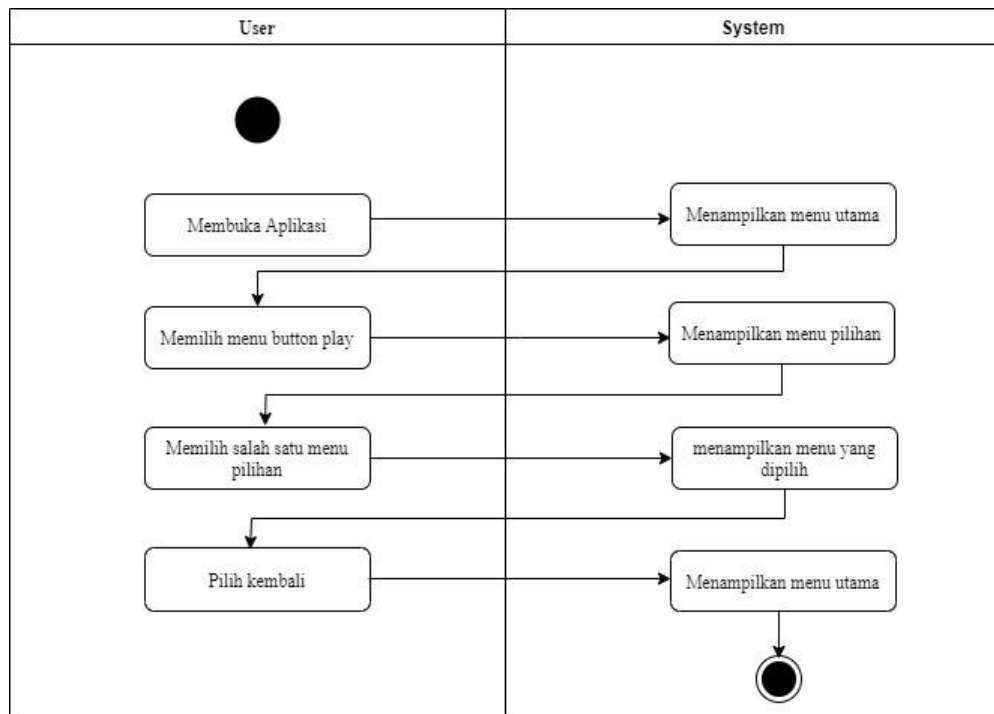 User
System
Membuka Aplikasi
Menampilkan menu utama
Memilih menu button play
Menampilkan menu pilihan
Memilih salah satu menu
pilihan
menampilkan menu yang
dipilih
Pilih kembali
Menampilkan menu utama